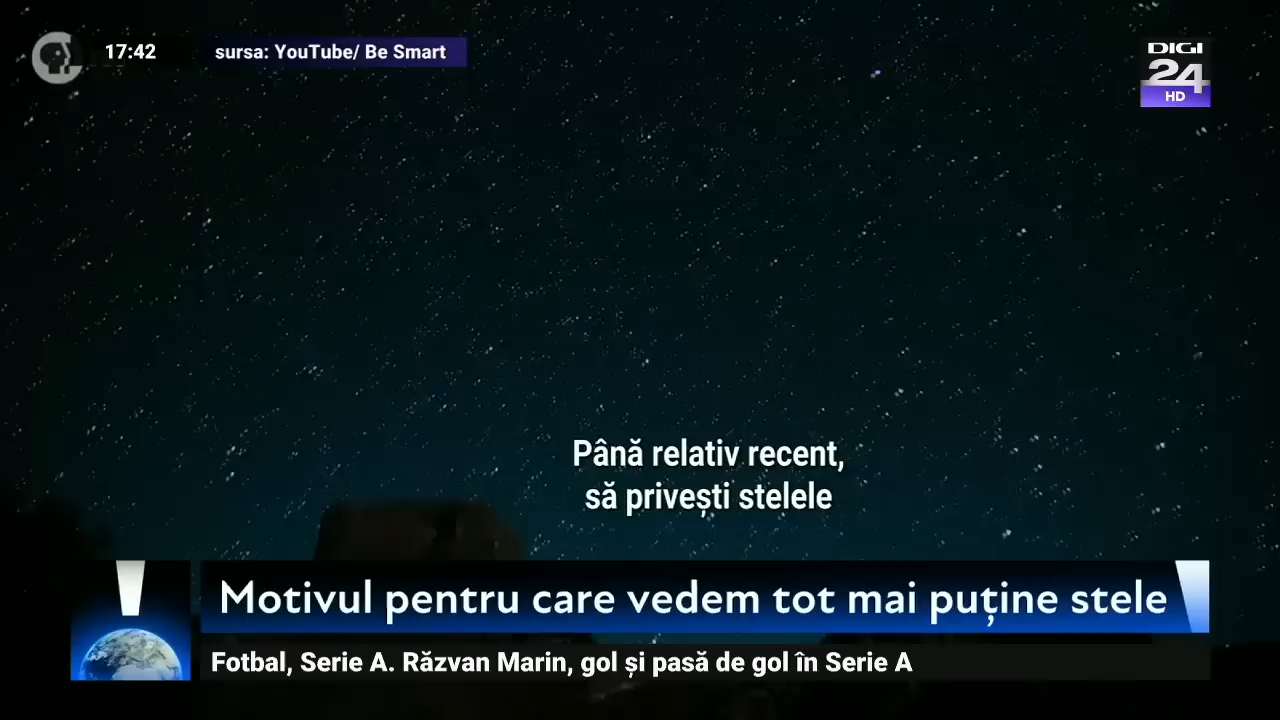 17:42
sursa: YouTube/ Be Smart
DIGI
24
HD
Până relativ recent,
să privești stelele
Motivul pentru care vedem tot mai puține stele
Fotbal, Serie A. Răzvan Marin, gol și pasă de gol în Serie A